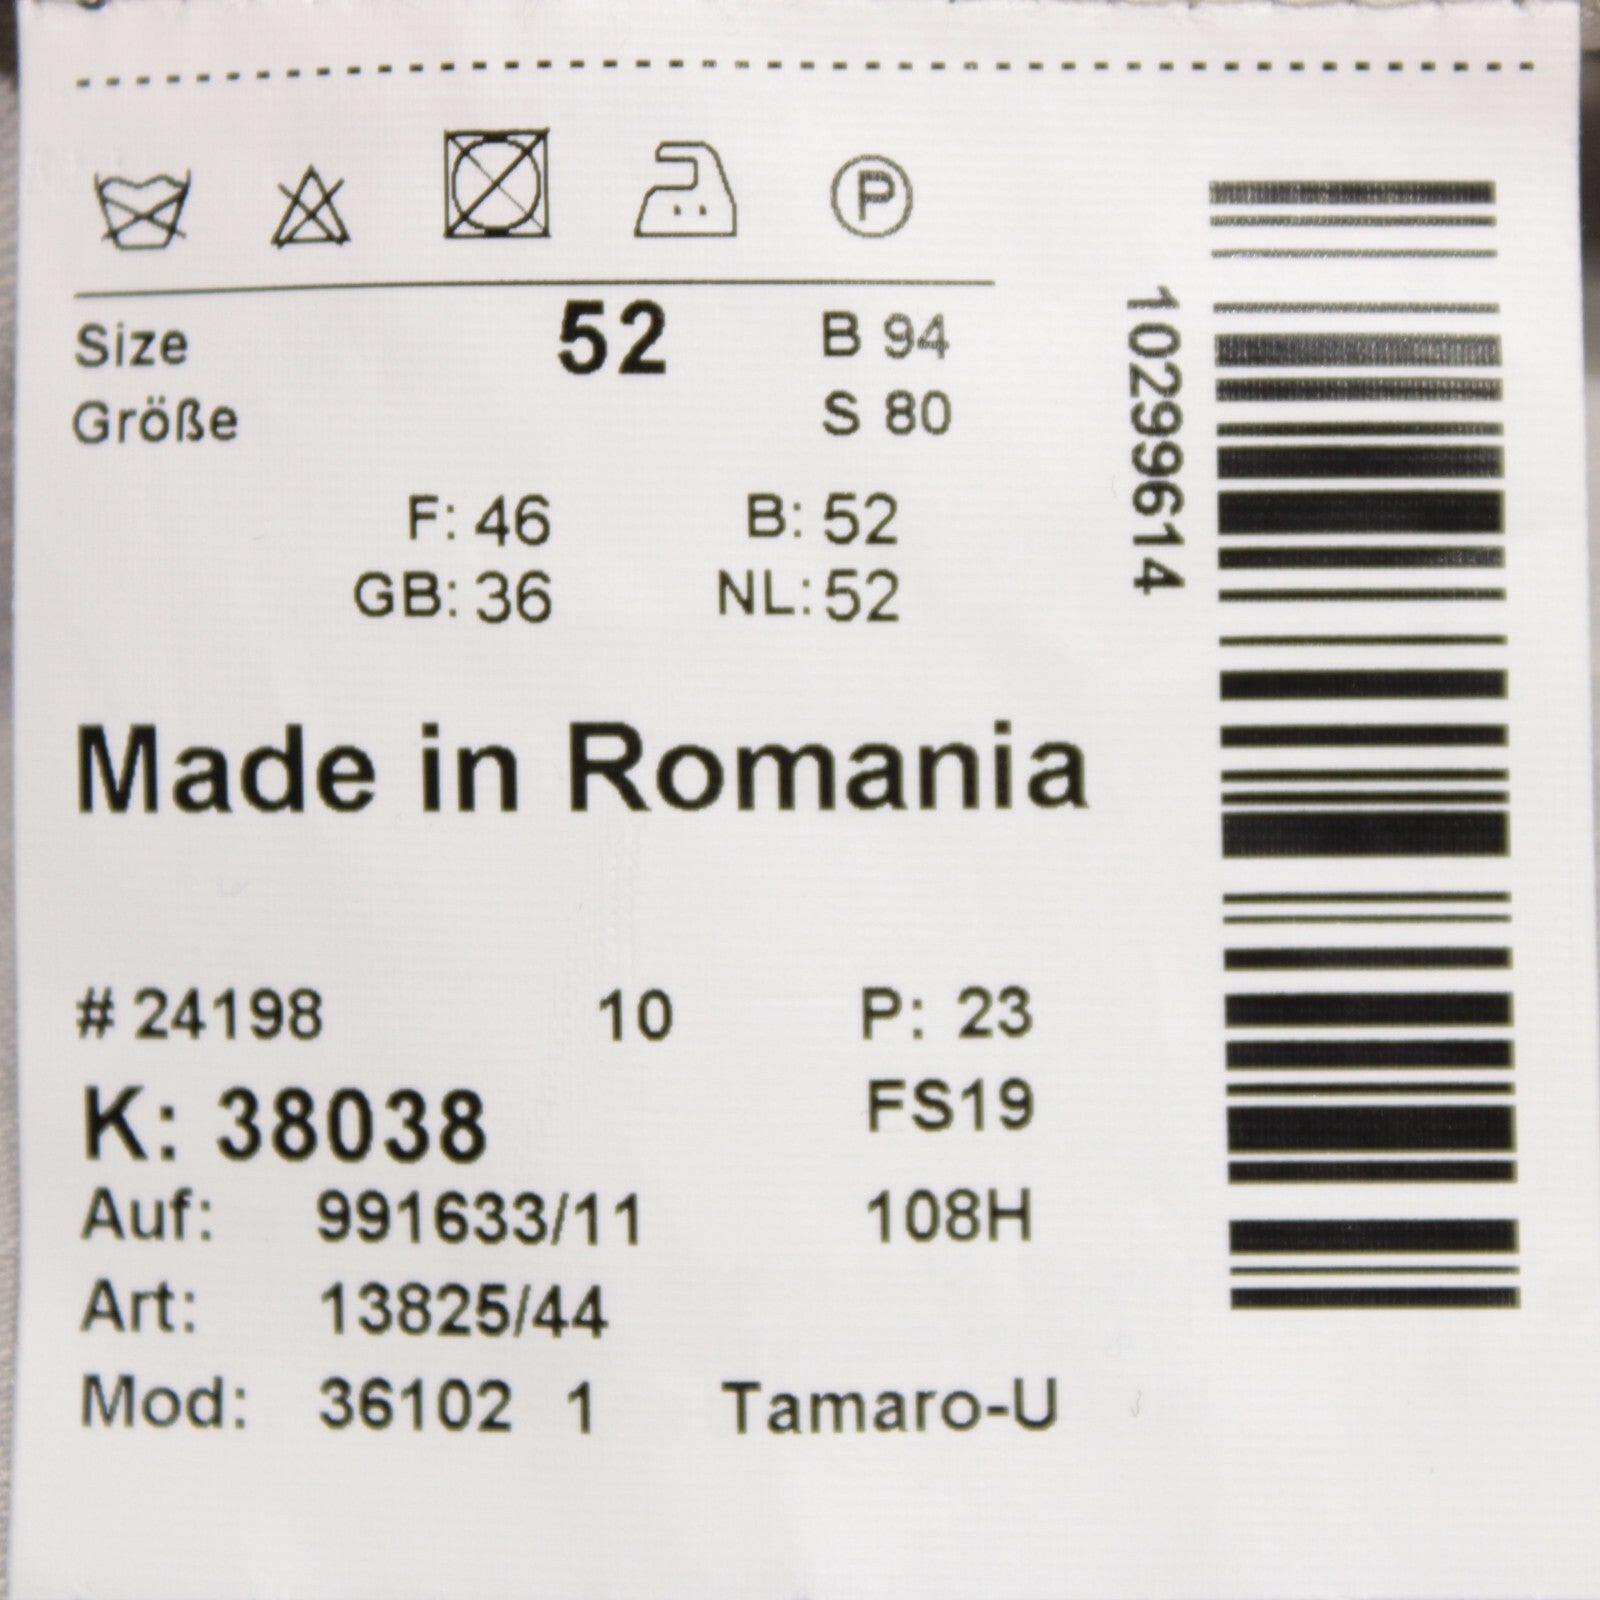 P
Size 52 B 94
Größe S 80
F: 46 B: 52
GB: 36 NL: 52
Made in Romania
# 24198 10 P: 23
K: 38038 FS19
Auf: 991633/11 108H
Art: 13825/44
Mod: 36102 1 Tamaro-U
10299614